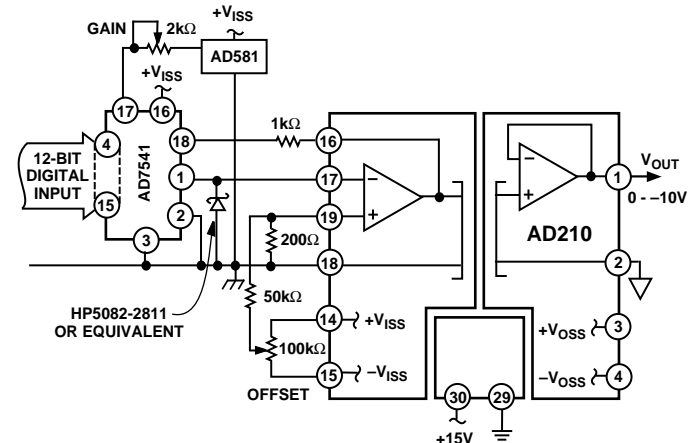 +VISS
GAIN
2kΩ
AD581
+VISS
17
16
4
18
1kΩ
16
12-BIT
DIGITAL
INPUT
AD7541
1
17
–
15
2
19
+
3
200Ω
18
50kΩ
HP5082-2811
OR EQUIVALENT
14
+VISS
100kΩ
15
–VISS
OFFSET
–
+
1
VOUT
0 - –10V
AD210
2
+VOSS
3
–VOSS
4
30
29
+15V